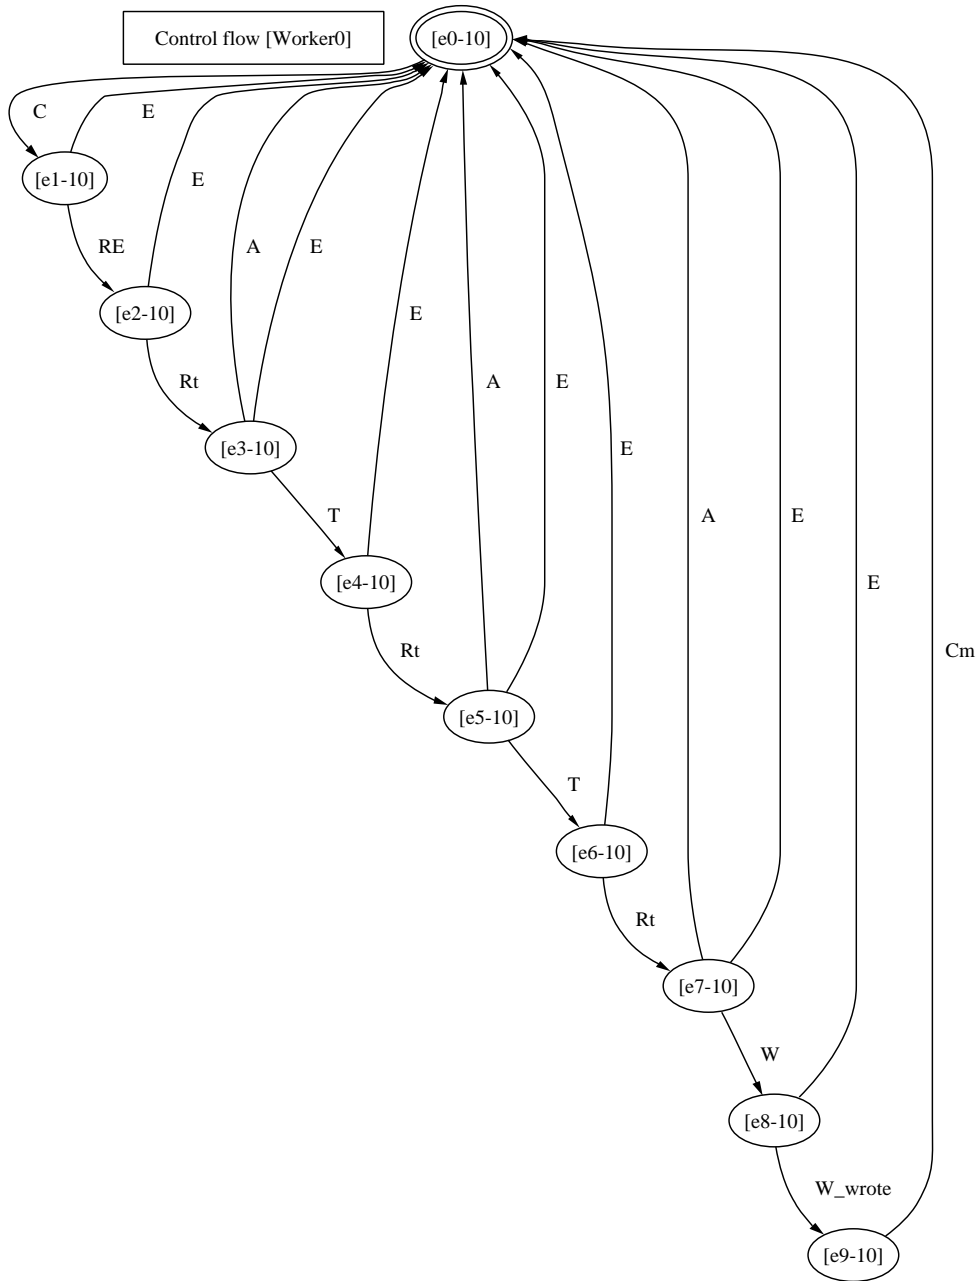 Control flow [Worker0]
[e0-10]
C
E
[e1-10]
E
RE
A
E
[e2-10]
E
Rt
A
E
[e3-10]
E
T
A
E
[e4-10]
E
Rt
Cm
[e5-10]
T
[e6-10]
Rt
[e7-10]
W
[e8-10]
W_wrote
[e9-10]